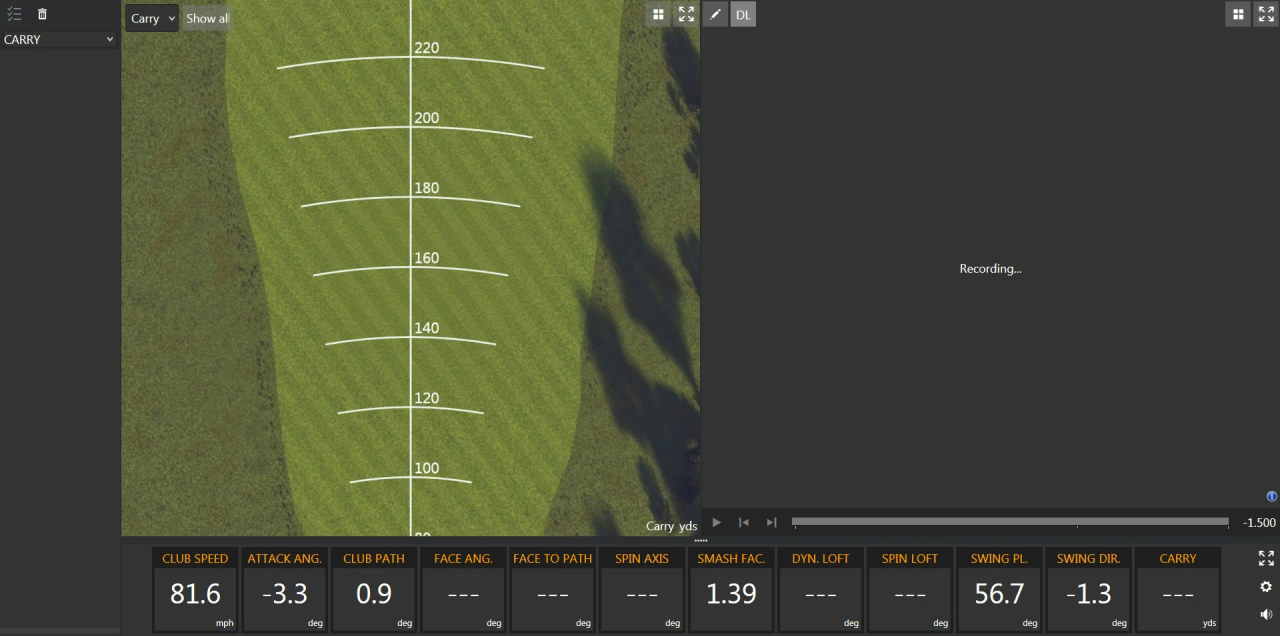 Carry
Show all
DL
CARRY
220
200
180
160
140
120
100
80
Recording...
Carry yds
-1.500
CLUB SPEED
81.6
mph
ATTACK ANG.
-3.3
deg
CLUB PATH
0.9
deg
FACE ANG.
---
deg
FACE TO PATH
---
deg
SPIN AXIS
---
deg
SMASH FAC.
1.39
DYN. LOFT
---
deg
SPIN LOFT
---
deg
SWING PL.
56.7
deg
SWING DIR.
-1.3
deg
CARRY
---
yds